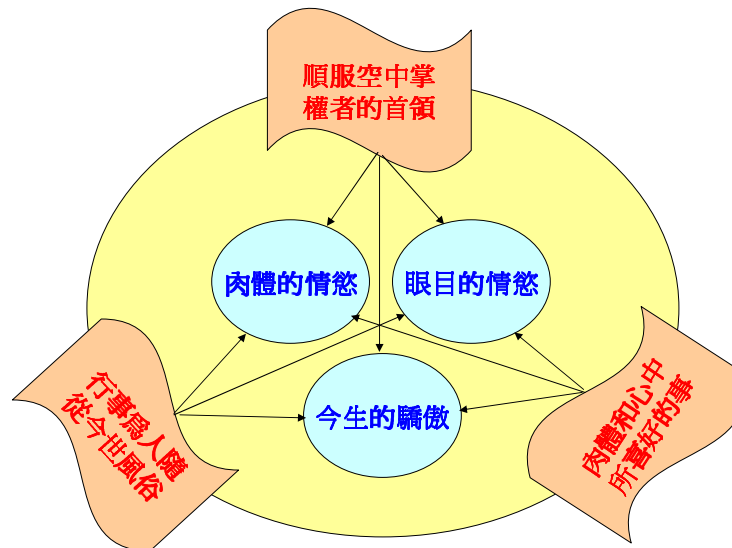 順服空中掌
權者的首領
肉體的情慾
眼目的情慾
今生的驕傲
行事爲人隨
從今世風俗
肉體和心中
所喜好的事